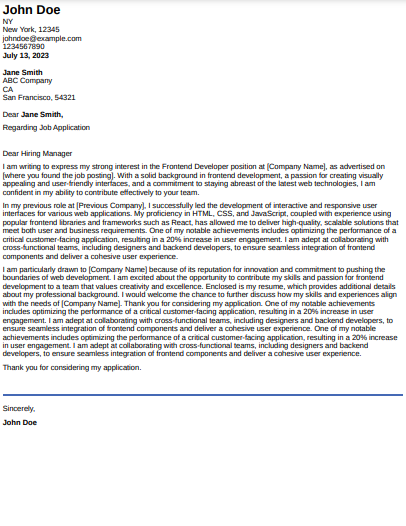 John Doe
NY
New York, 12345
johndoe@example.com
1234567890
July 13, 2023
Jane Smith
ABC Company
CA
San Francisco, 54321
Dear Jane Smith,
Regarding Job Application
Dear Hiring Manager
I am writing to express my strong interest in the Frontend Developer position at [Company Name], as advertised on
[where you found the job posting]. With a solid background in frontend development, a passion for creating visually
appealing and user-friendly interfaces, and a commitment to staying abreast of the latest web technologies, I am
confident in my ability to contribute effectively to your team.
In my previous role at [Previous Company], I successfully led the development of interactive and responsive user
interfaces for various web applications. My proficiency in HTML, CSS, and JavaScript, coupled with experience using
popular frontend libraries and frameworks such as React, has allowed me to deliver high-quality, scalable solutions that
meet both user and business requirements. One of my notable achievements includes optimizing the performance of a
critical customer-facing application, resulting in a 20% increase in user engagement. I am adept at collaborating with
cross-functional teams, including designers and backend developers, to ensure seamless integration of frontend
components and deliver a cohesive user experience.
I am particularly drawn to [Company Name] because of its reputation for innovation and commitment to pushing the
boundaries of web development. I am excited about the opportunity to contribute my skills and passion for frontend
development to a team that values creativity and excellence. Enclosed is my resume, which provides additional details
about my professional background. I would welcome the chance to further discuss how my skills and experiences align
with the needs of [Company Name]. Thank you for considering my application. One of my notable achievements
includes optimizing the performance of a critical customer-facing application, resulting in a 20% increase in user
engagement. I am adept at collaborating with cross-functional teams, including designers and backend developers, to
ensure seamless integration of frontend components and deliver a cohesive user experience. One of my notable
achievements includes optimizing the performance of a critical customer-facing application, resulting in a 20% increase
in user engagement. I am adept at collaborating with cross-functional teams, including designers and backend
developers, to ensure seamless integration of frontend components and deliver a cohesive user experience.
Thank you for considering my application.
Sincerely,
John Doe